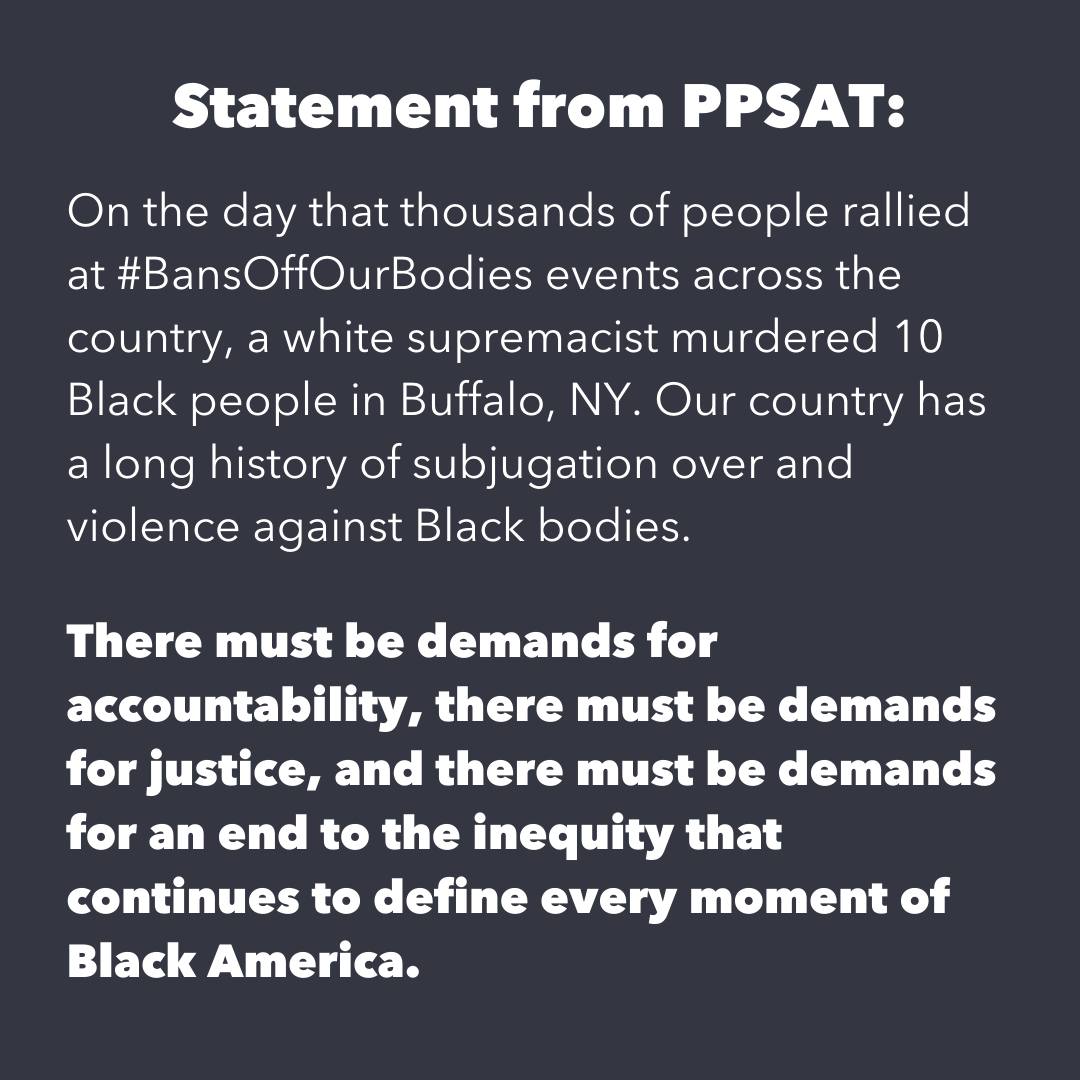 Statement from PPSAT:
On the day that thousands of people rallied
at #BansOffOurBodies events across the
country, a white supremacist murdered 10
Black people in Buffalo, NY. Our country has
a long history of subjugation over and
violence against Black bodies.
There must be demands for
accountability, there must be demands
for justice, and there must be demands
for an end to the inequity that
continues to define every moment of
Black America.